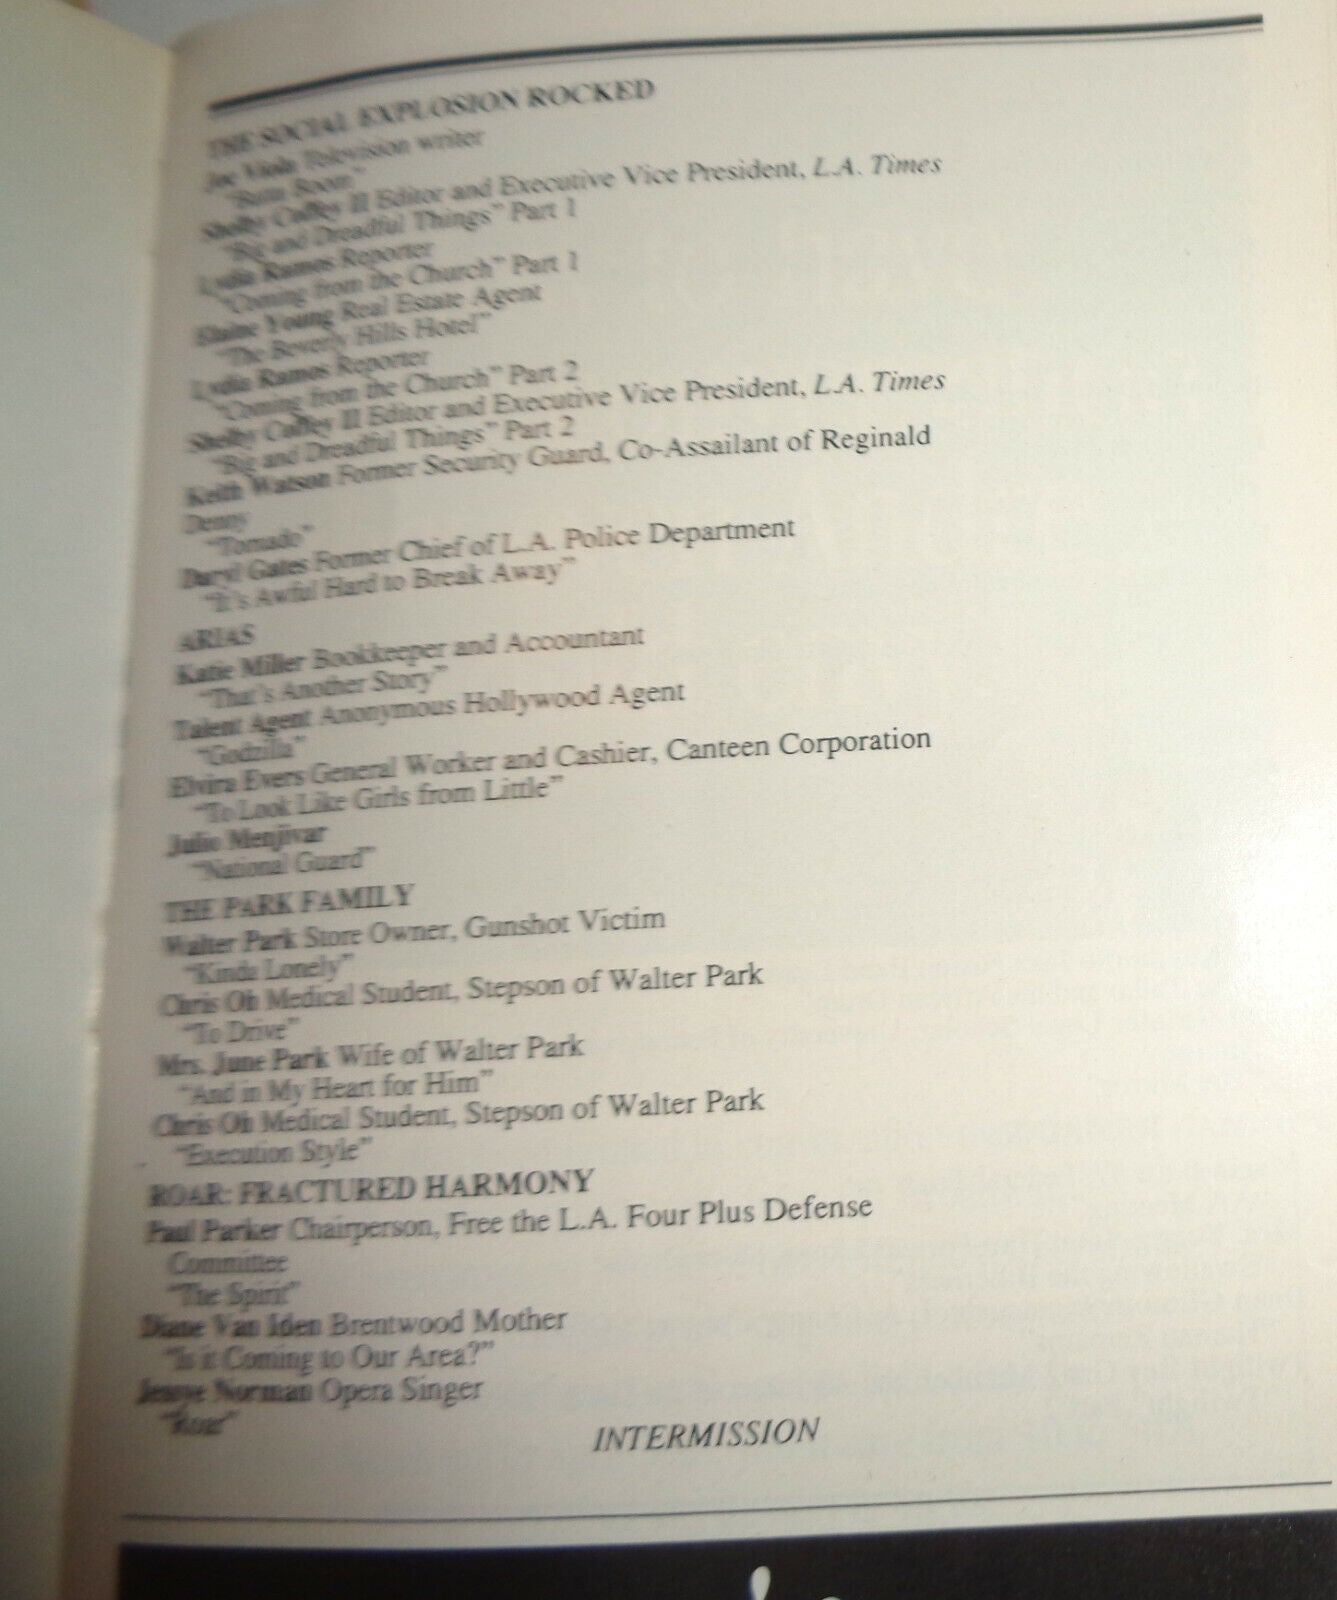 THE SOCIAL EXPLOSION ROCKED
Joe Viola Television writer
"Butta Boom"
Shelby Coffey III Editor and Executive Vice President, L.A. Times
"Big and Dreadful Things" Part 1
Lydia Ramos Reporter
"Coming from the Church" Part 1
Elaine Young Real Estate Agent
"The Beverly Hills Hotel"
Lydia Ramos Reporter
"Coming from the Church" Part 2
Shelby Coffey III Editor and Executive Vice President, L.A. Times
"Big and Dreadful Things" Part 2
Keith Watson Former Security Guard, Co-Assailant of Reginald
Denny
"Tornado"
Daryl Gates Former Chief of L.A. Police Department
"It's Awful Hard to Break Away"
ARIAS
Katie Miller Bookkeeper and Accountant
"That's Another Story"
Talent Agent Anonymous Hollywood Agent
"Godzilla"
Elvira Evers General Worker and Cashier, Canteen Corporation
"To Look Like Girls from Little"
Julio Menjivar
"National Guard"
THE PARK FAMILY
Walter Park Store Owner, Gunshot Victim
"Kinda Lonely"
Chris Oh Medical Student, Stepson of Walter Park
"To Drive"
Mrs. June Park Wife of Walter Park
"And in My Heart for Him"
Chris Oh Medical Student, Stepson of Walter Park
"Execution Style"
ROAR: FRACTURED HARMONY
Paul Parker Chairperson, Free the L.A. Four Plus Defense
Committee
"The Spirit"
Diane Van Iden Brentwood Mother
"Is it Coming to Our Area?"
Jessye Norman Opera Singer
"Roar"
INTERMISSION